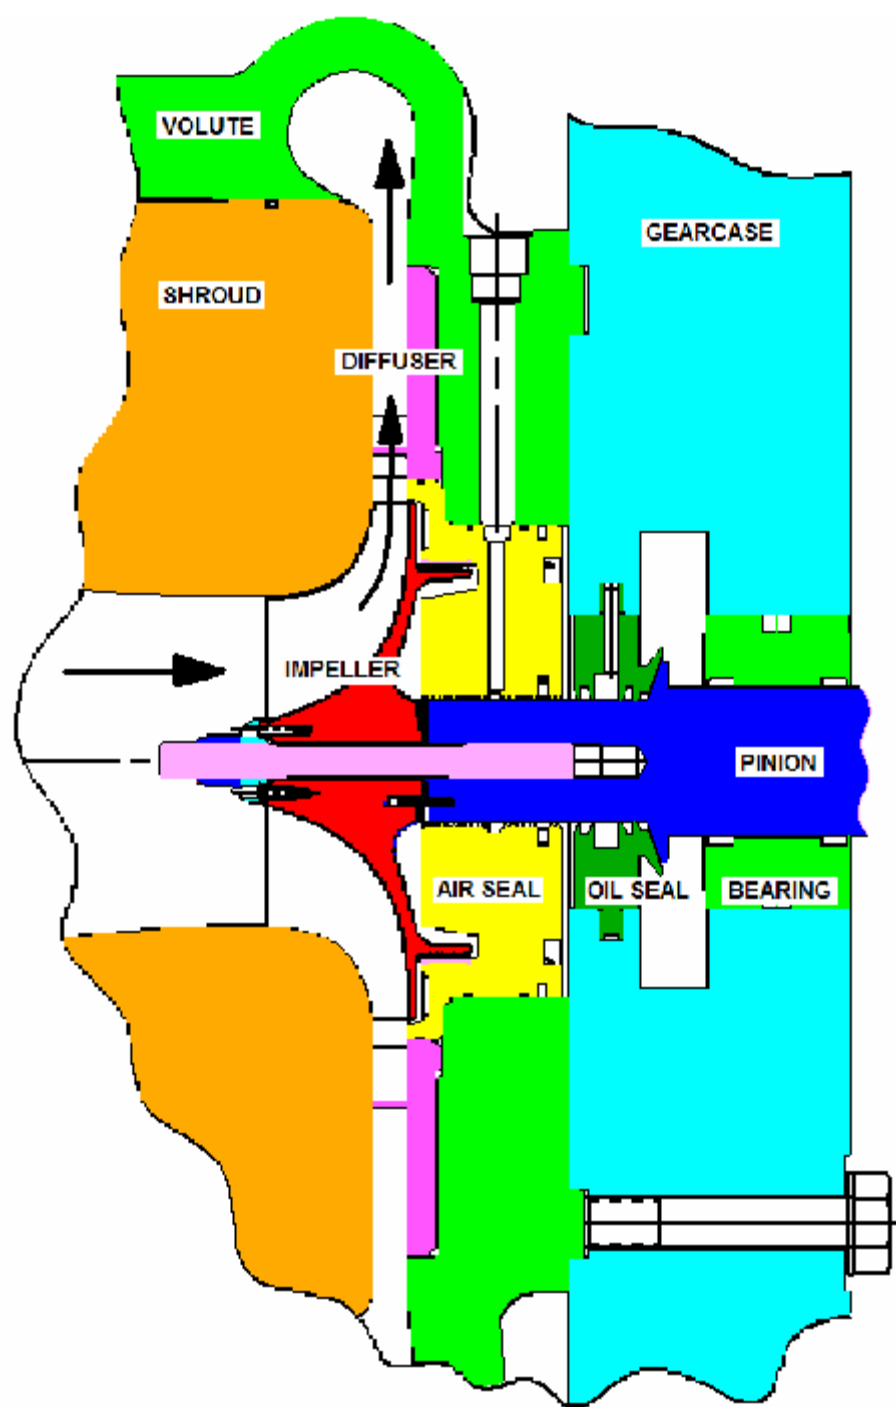 VOLUTE
GEARCASE
SHROUD
DIFFUSER
IMPELLER
PINION
AIR SEAL
OIL SEAL
BEARING